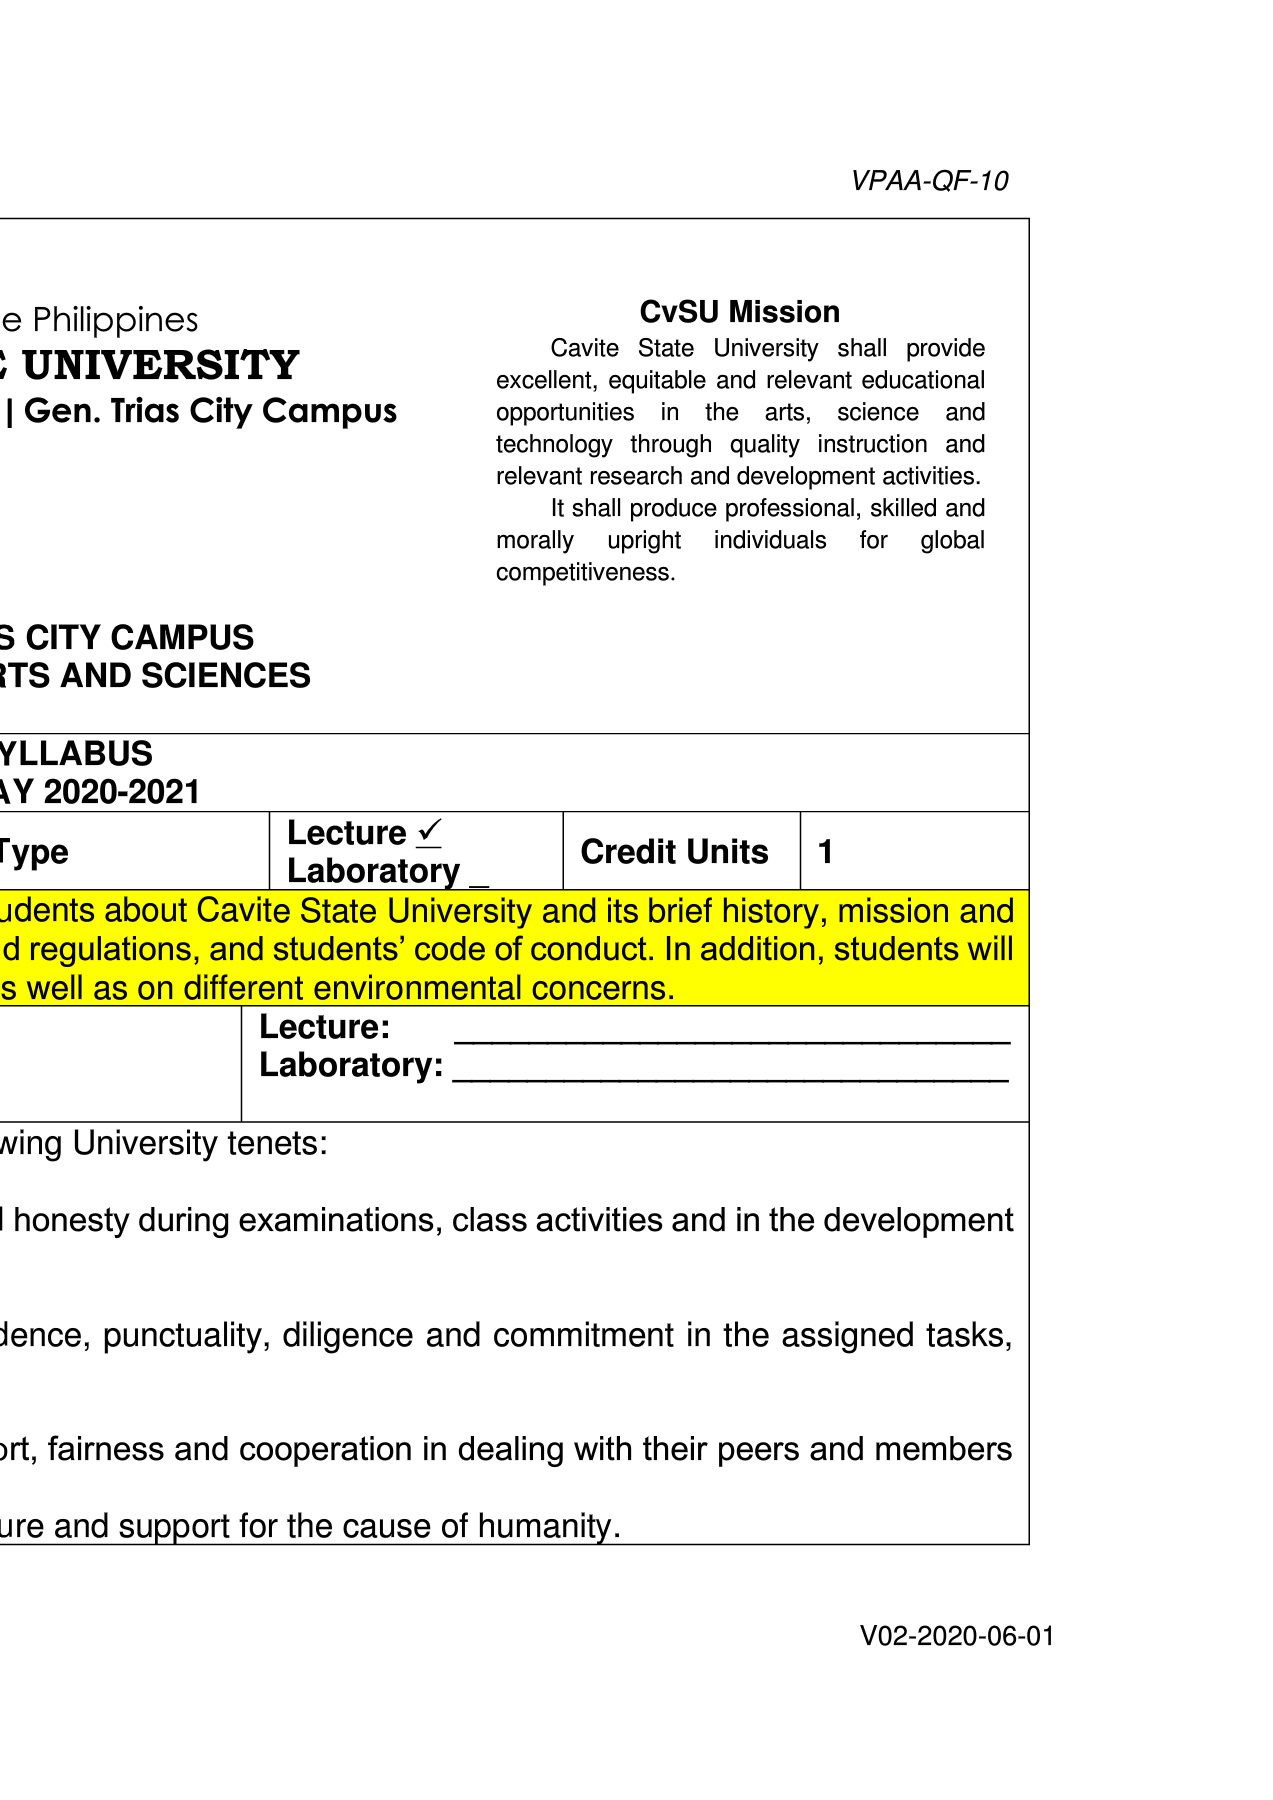 VPAA-QF-10
e Philippines
E UNIVERSITY
| Gen. Trias City Campus
CvSU Mission
Cavite State University shall provide
excellent, equitable and relevant educational
opportunities in the arts, science and
technology through quality instruction and
relevant research and development activities.
It shall produce professional, skilled and
morally upright individuals for global
competitiveness.
S CITY CAMPUS
RTS AND SCIENCES
YLLABUS
AY 2020-2021
Type
Lecture ✓
Laboratory _
Credit Units
1
udents about Cavite State University and its brief history, mission and
d regulations, and students’ code of conduct. In addition, students will
s well as on different environmental concerns.
Lecture: ______________________________
Laboratory: ______________________________
wing University tenets:
d honesty during examinations, class activities and in the development
dence, punctuality, diligence and commitment in the assigned tasks,
ort, fairness and cooperation in dealing with their peers and members
ure and support for the cause of humanity.
V02-2020-06-01